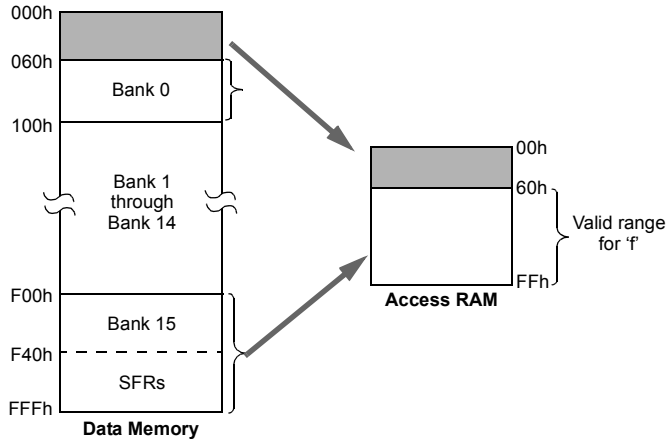 000h
060h
Bank 0
100h
Bank 1
through
Bank 14
F00h
Bank 15
F40h
SFRs
FFFh
Data Memory
00h
60h
Valid range
for ‘f’
FFh
Access RAM